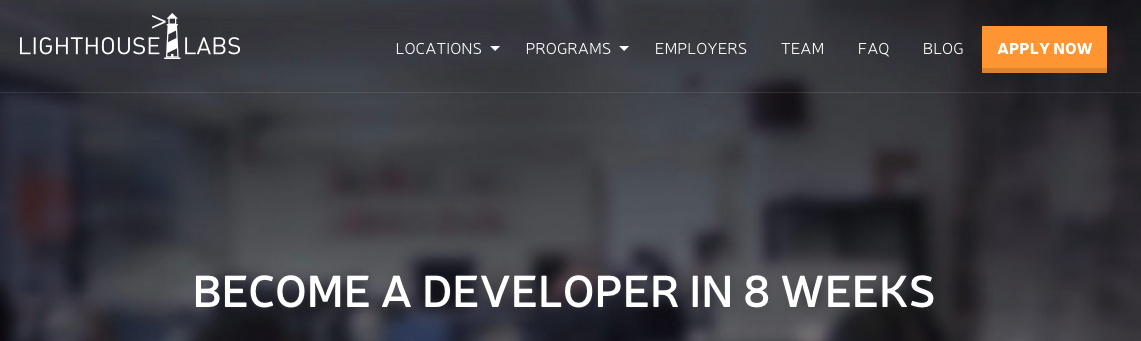 LIGHTHOUSE LABS
LOCATIONS PROGRAMS EMPLOYERS TEAM FAQ BLOG APPLY NOW
BECOME A DEVELOPER IN 8 WEEKS